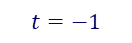 t = −1